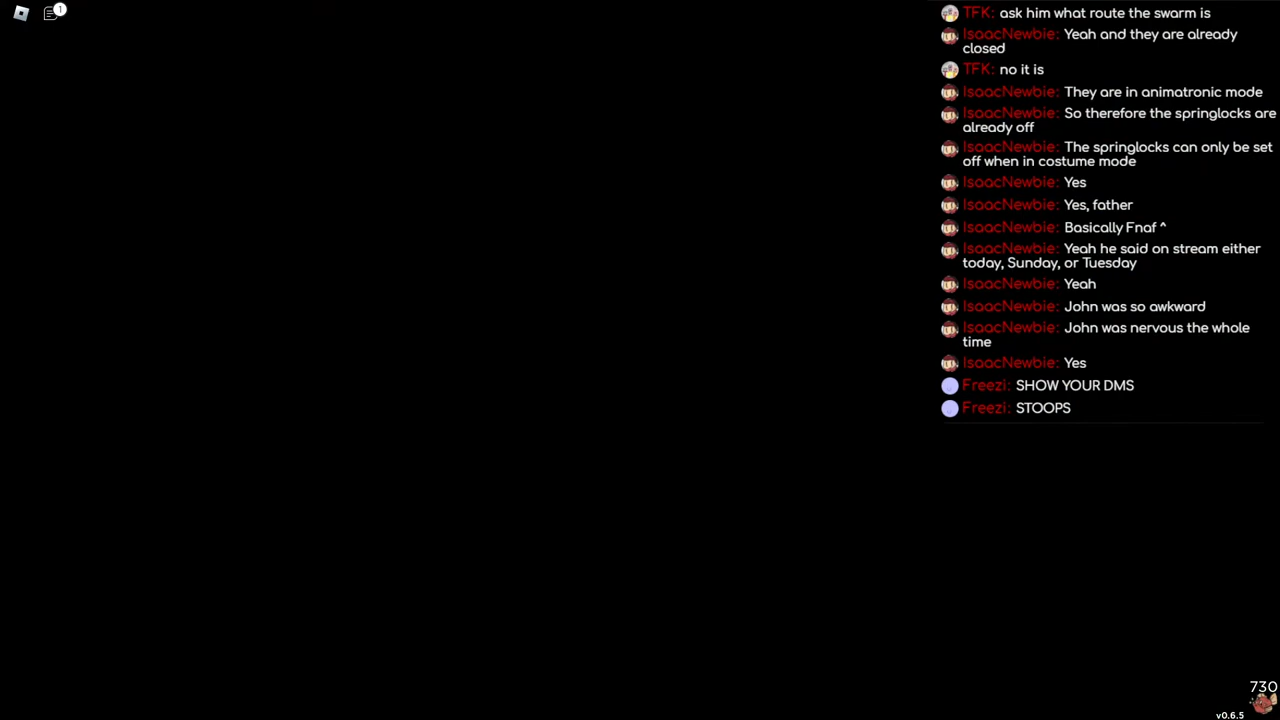 1
TFK: ask him what route the swarm is
IsaacNewbie: Yeah and they are already
closed
TFK: no it is
IsaacNewbie: They are in animatronic mode
IsaacNewbie: So therefore the springlocks are
already off
IsaacNewbie: The springlocks can only be set
off when in costume mode
IsaacNewbie: Yes
IsaacNewbie: Yes, father
IsaacNewbie: Basically Fnaf ^
IsaacNewbie: Yeah he said on stream either
today, Sunday, or Tuesday
IsaacNewbie: Yeah
IsaacNewbie: John was so awkward
IsaacNewbie: John was nervous the whole
time
IsaacNewbie: Yes
Freezi: SHOW YOUR DMS
Freezi: STOOPS
730
v0.6.5